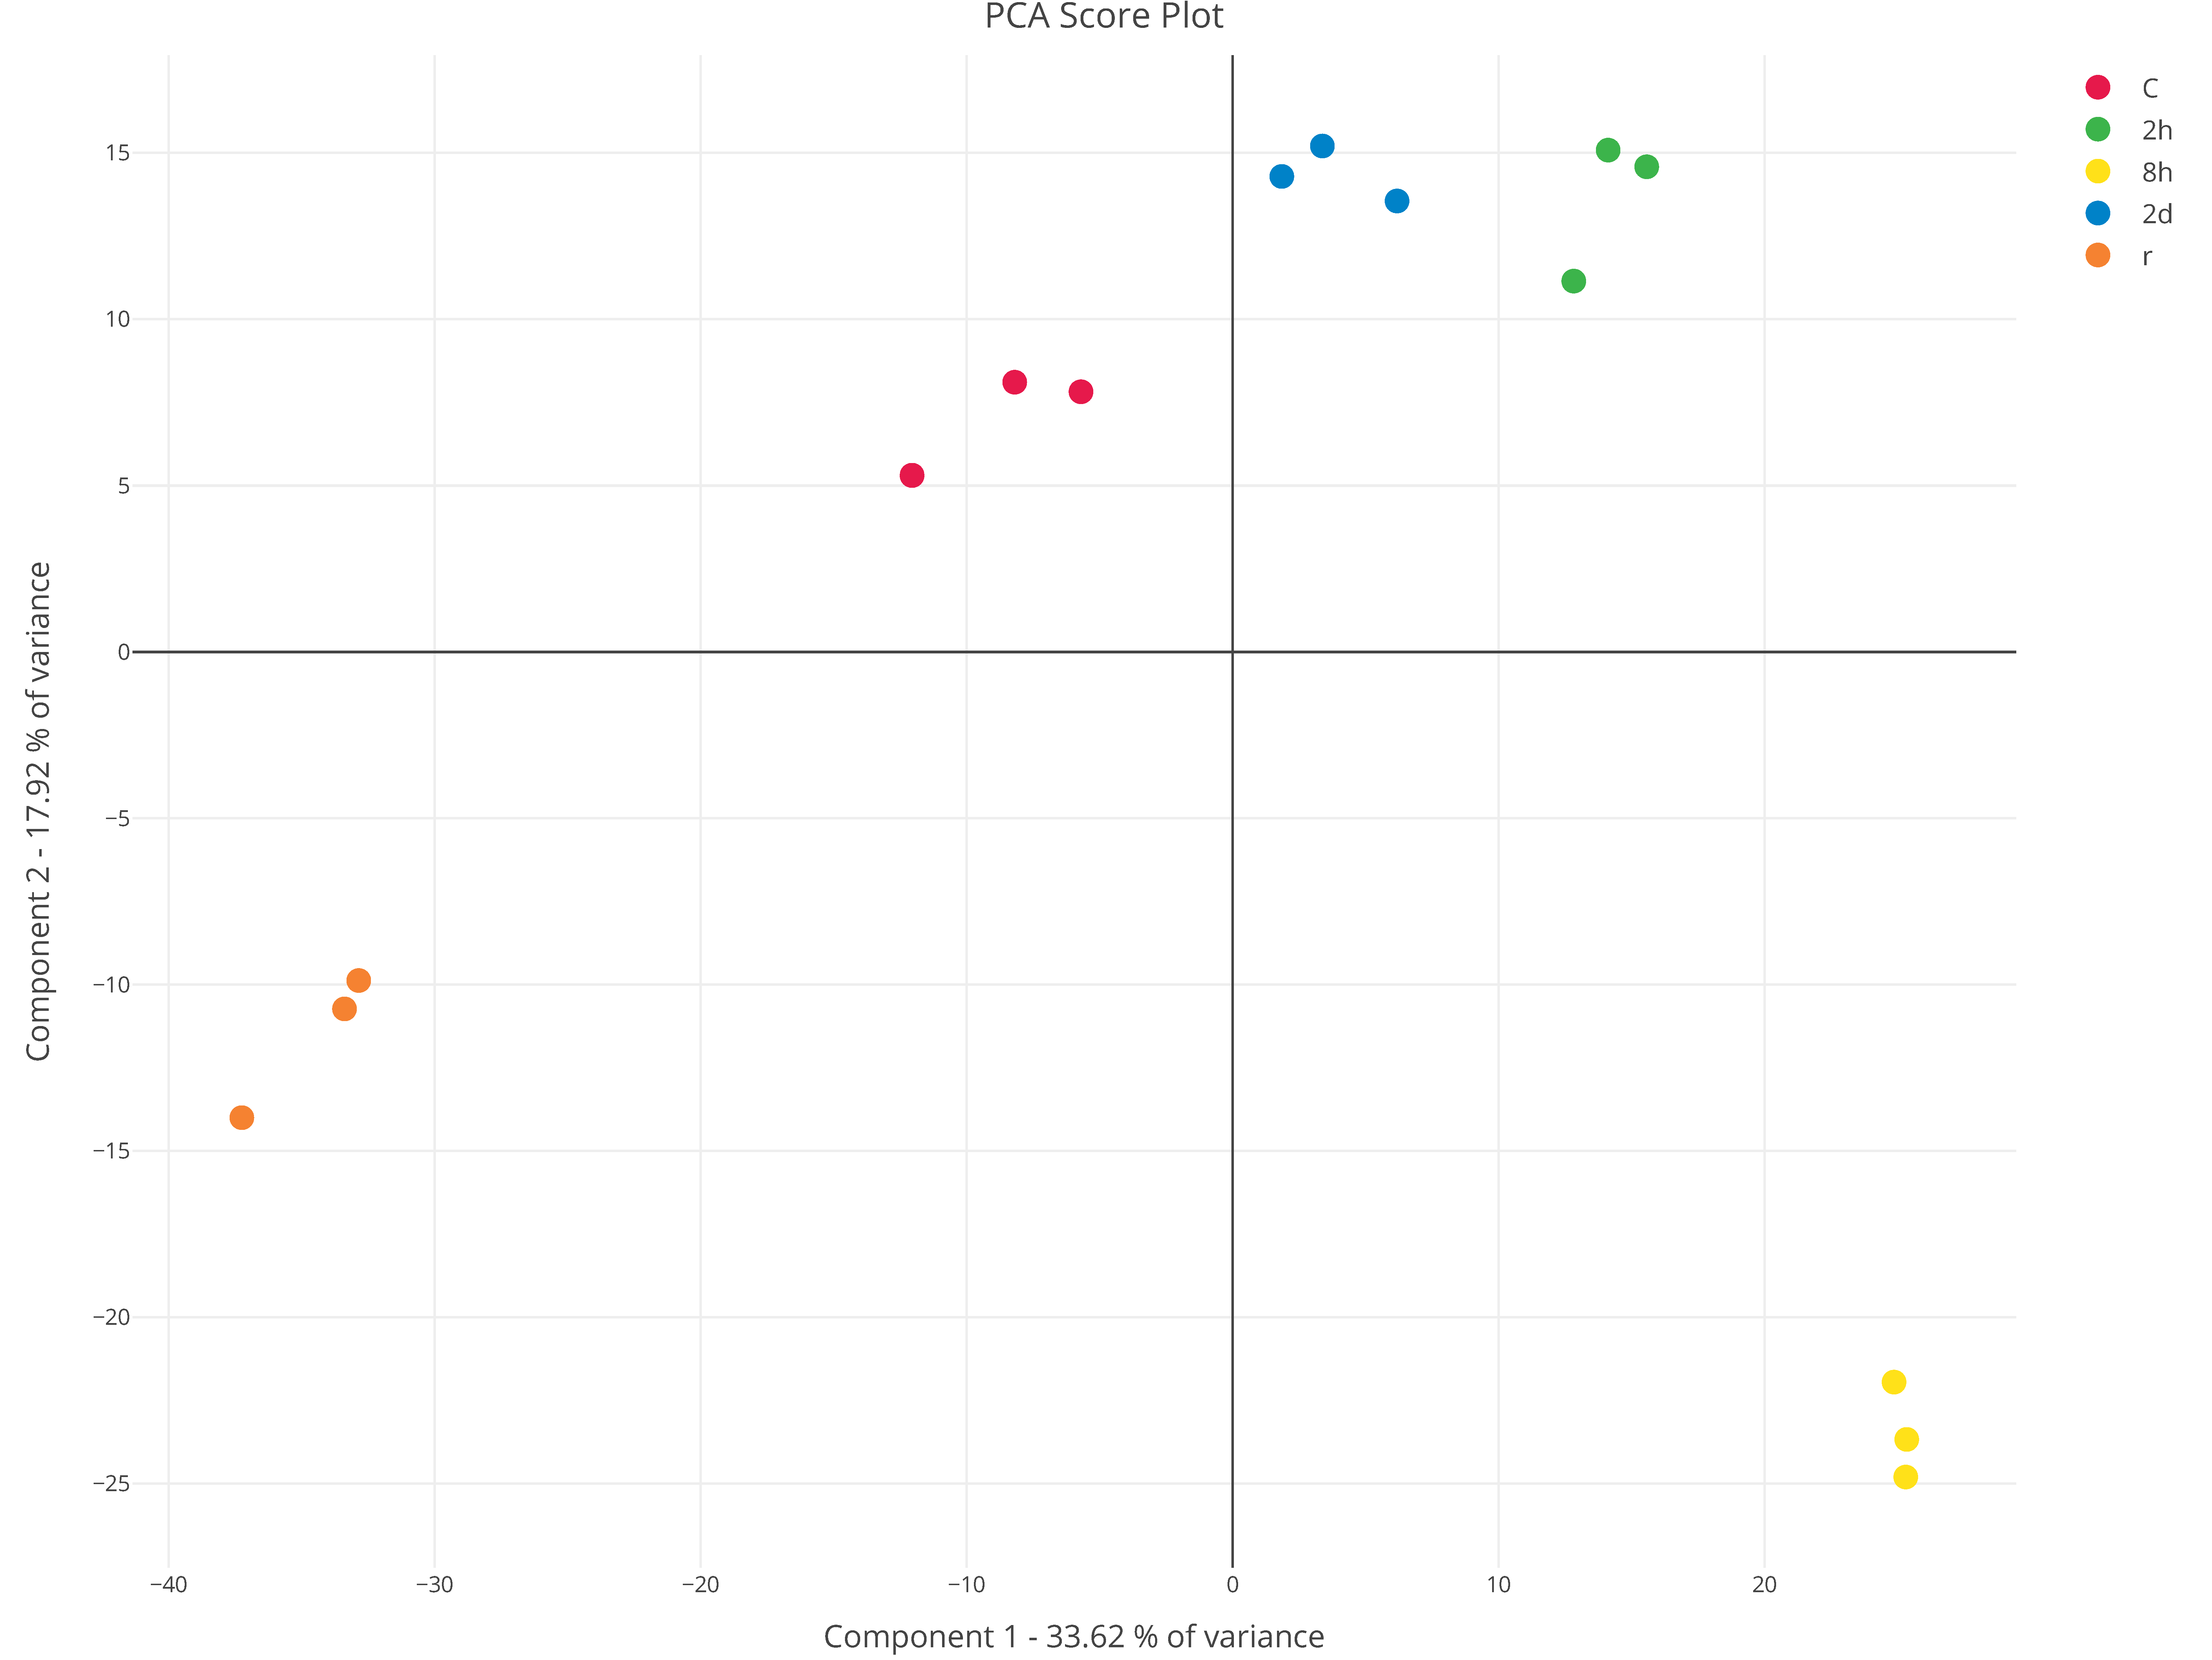 PCA Score Plot
C
2h
8h
2d
r
15
10
5
0
−5
−10
−15
−20
−25
Component 2 - 17.92 % of variance
−40
−30
−20
−10
0
10
20
Component 1 - 33.62 % of variance